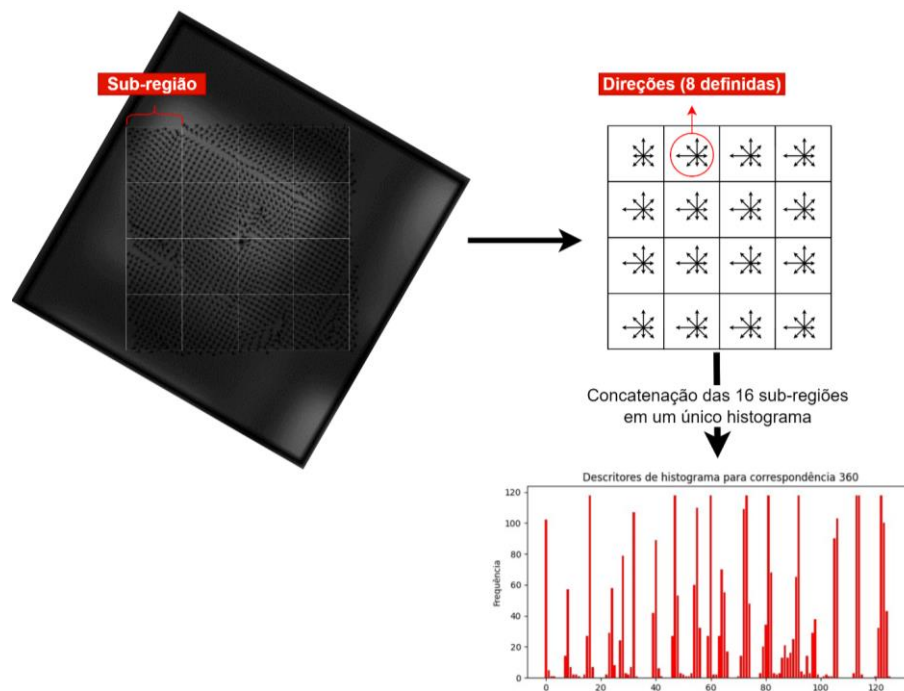 Sub-região
Direções (8 definidas)
Concatenação das 16 sub-regiões
em um único histograma
Descritores de histograma para correspondência 360
120
100
80
60
40
20
0
Frequência
0 20 40 60 80 100 120